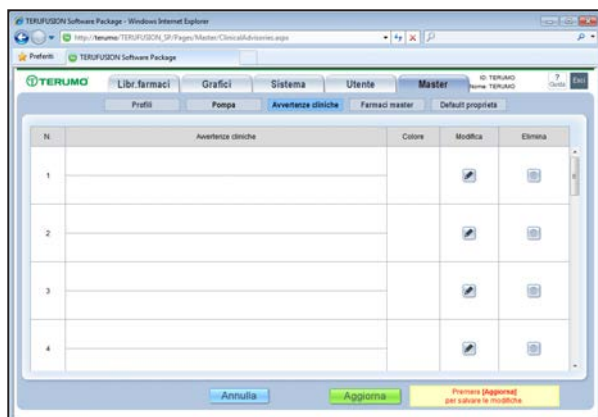 TERUFUSION Software Package - Windows Internet Explorer
http://terumo/TERUFUSION_SP/Pages/Master/ClinicalAdvisories.aspx
Preferiti TERUFUSION Software Package
TERUMO Libr.farmaci Grafici Sistema Utente Master ID: TERUMO Nome: TERUMO ? Guida Esci
Profili Pompa Avvertenze cliniche Farmaci master Default proprietà
N. Avvertenze cliniche Colore Modifica Elimina
1
2
3
4
Annulla Aggiorna
Premere [Aggiorna]
per salvare le modifiche